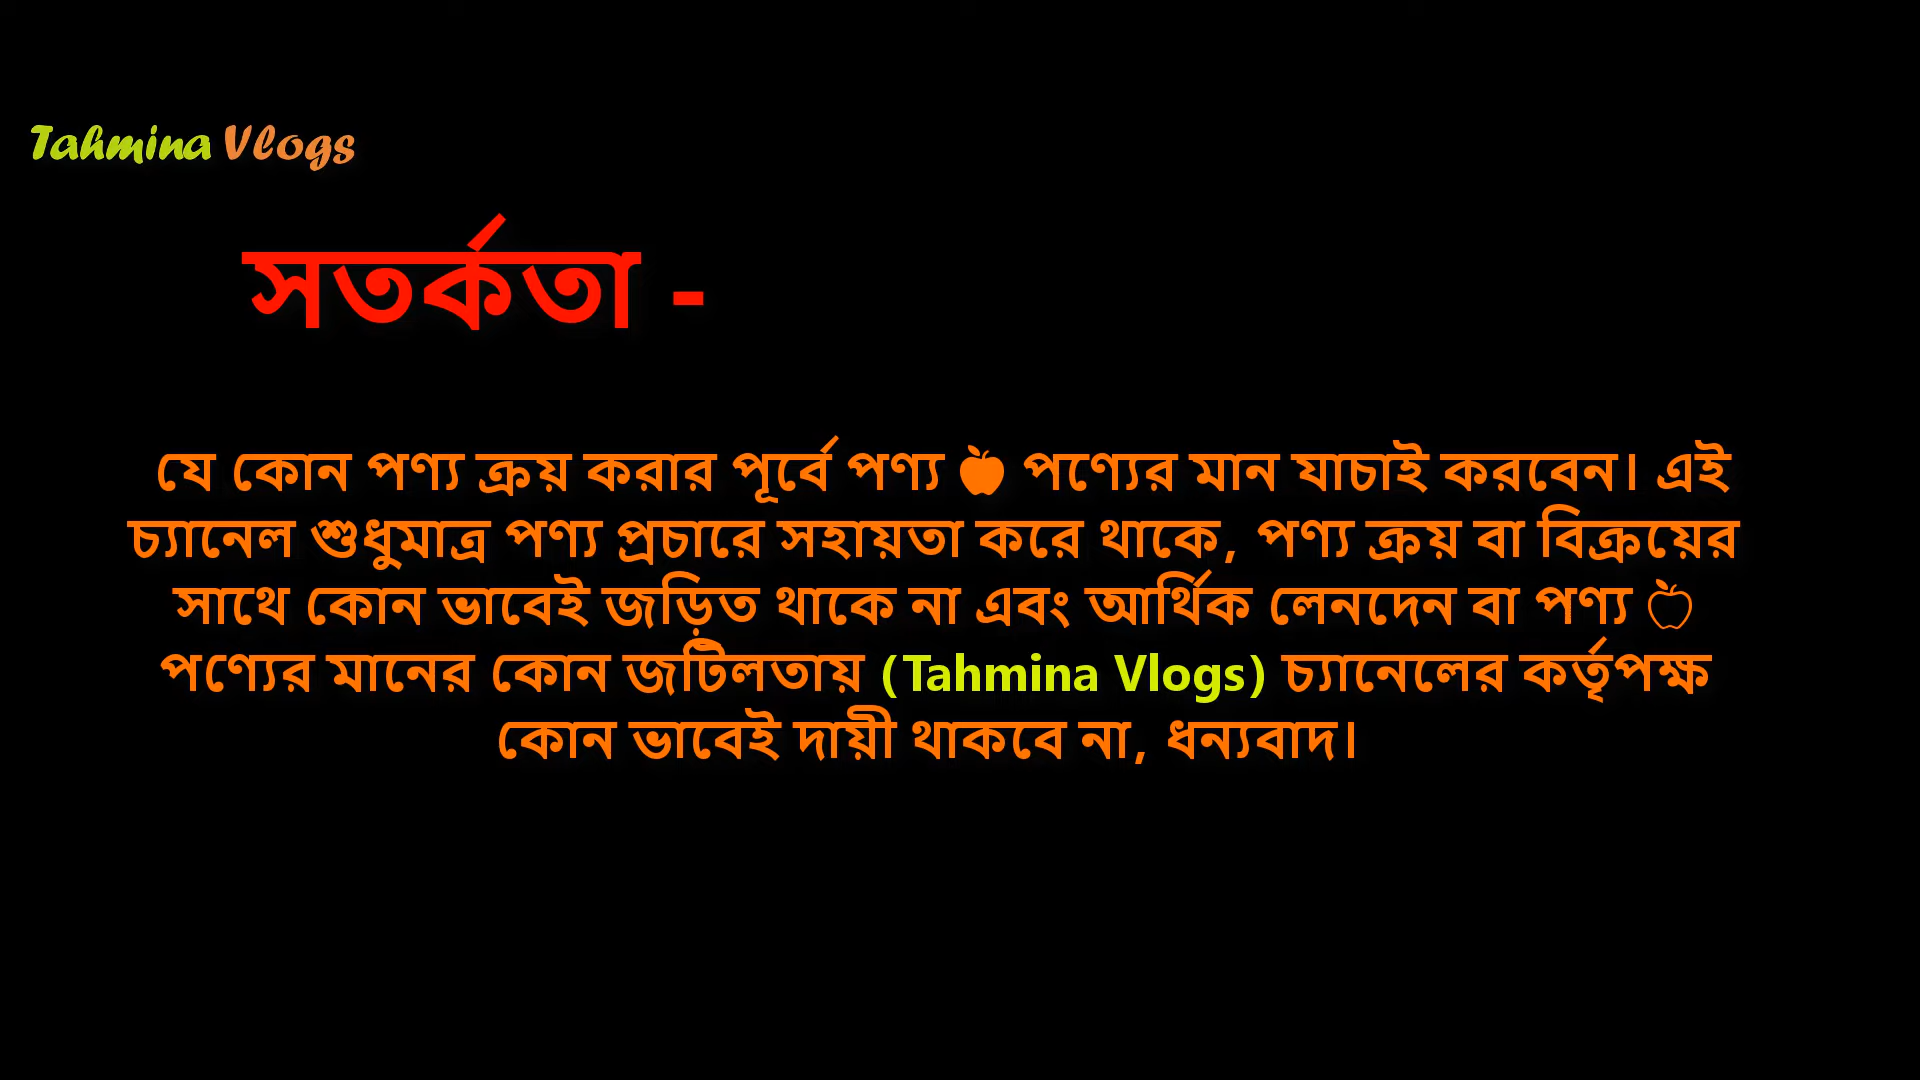 Tahmina Vlogs
সতর্কতা -
যে কোন পণ্য ক্রয় করার পূর্বে পণ্য 🍎 পণ্যের মান যাচাই করবেন। এই
চ্যানেল শুধুমাত্র পণ্য প্রচারে সহায়তা করে থাকে, পণ্য ক্রয় বা বিক্রয়ের
সাথে কোন ভাবেই জড়িত থাকে না এবং আর্থিক লেনদেন বা পণ্য 🍎
পণ্যের মানের কোন জটিলতায় (Tahmina Vlogs) চ্যানেলের কর্তৃপক্ষ
কোন ভাবেই দায়ী থাকবে না, ধন্যবাদ।